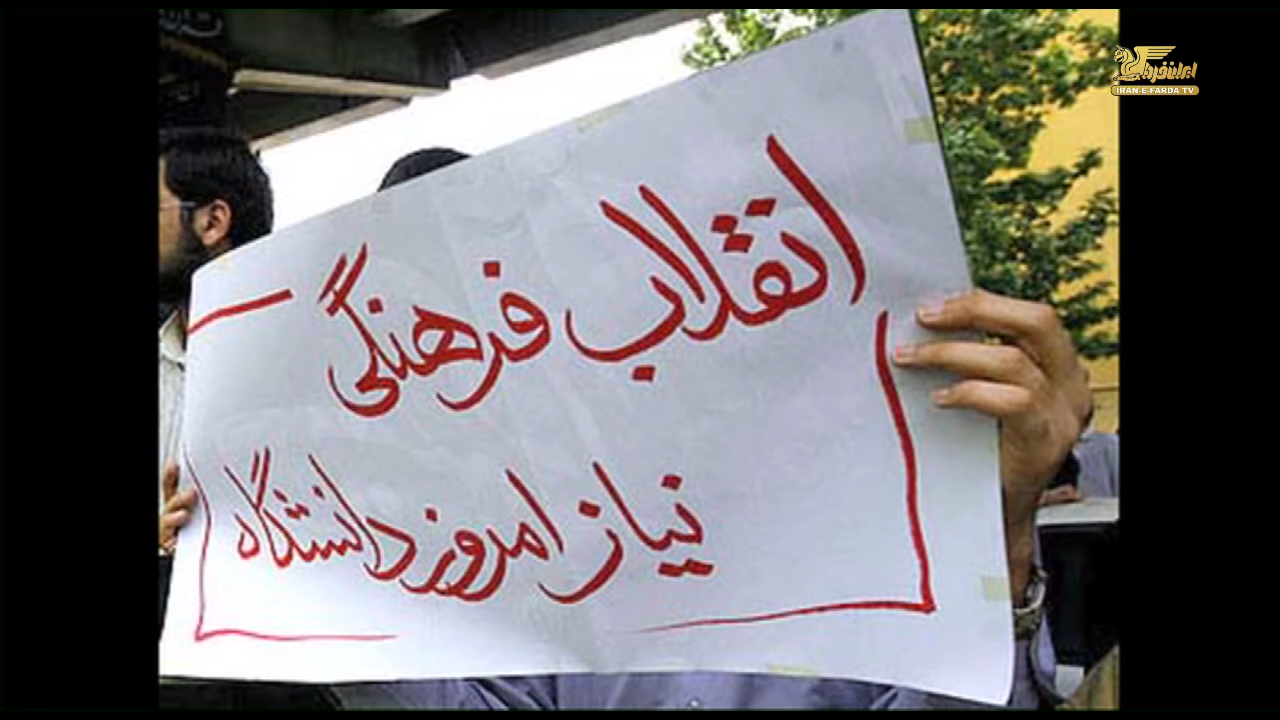 ایران فردا
IRAN-E-FARDA TV
انقلاب فرهنگی
نیاز امروز دانشگاه